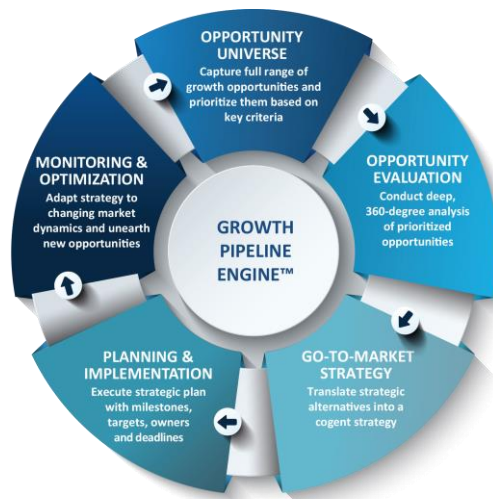 OPPORTUNITY
UNIVERSE
Capture full range of
growth opportunities and
prioritize them based on
key criteria
OPPORTUNITY
EVALUATION
Conduct deep,
360-degree analysis
of prioritized
opportunities
GO-TO-MARKET
STRATEGY
Translate strategic
alternatives into a
cogent strategy
PLANNING &
IMPLEMENTATION
Execute strategic plan
with milestones,
targets, owners
and deadlines
MONITORING &
OPTIMIZATION
Adapt strategy to
changing market
dynamics and unearth
new opportunities
GROWTH
PIPELINE
ENGINE™